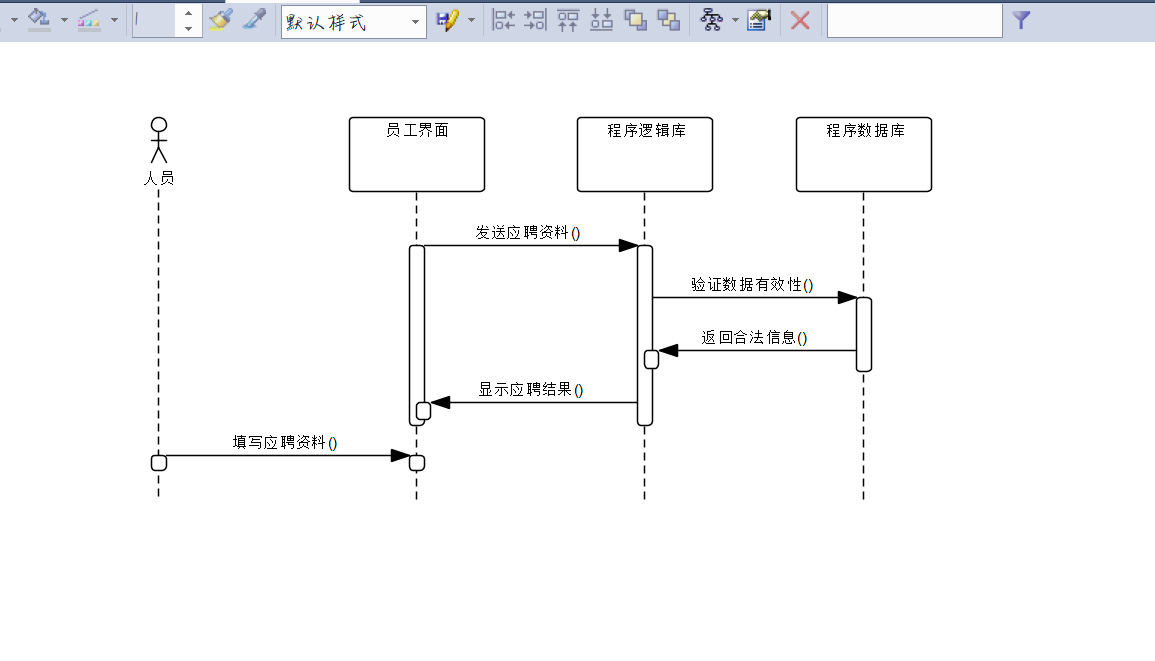 默认样式
员工界面
程序逻辑库
程序数据库
人员
发送应聘资料()
验证数据有效性()
返回合法信息()
显示应聘结果()
填写应聘资料()